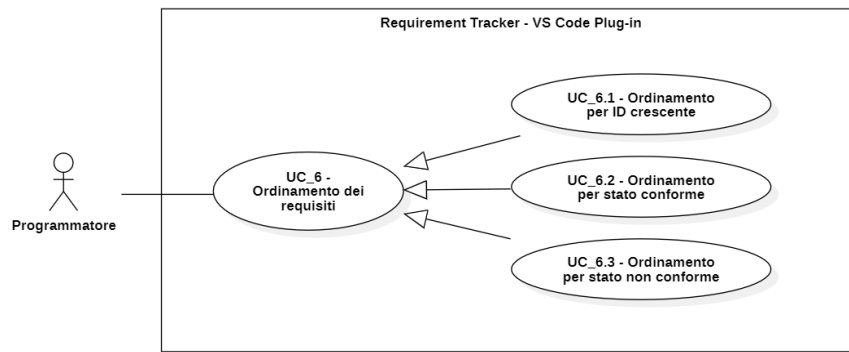 Requirement Tracker - VS Code Plug-in
UC_6.1 - Ordinamento
per ID crescente
UC_6 -
Ordinamento dei
requisiti
UC_6.2 - Ordinamento
per stato conforme
Programmatore
UC_6.3 - Ordinamento
per stato non conforme